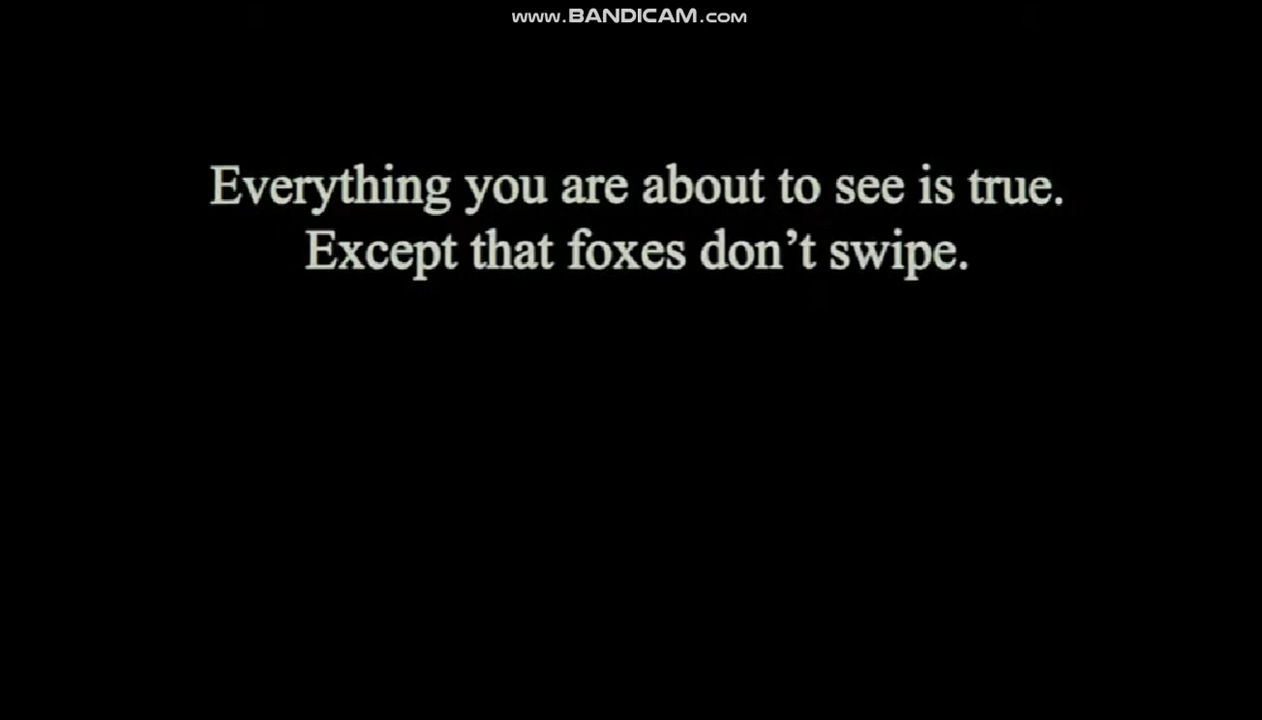 www.BANDICAM.com
Everything you are about to see is true.
Except that foxes don’t swipe.